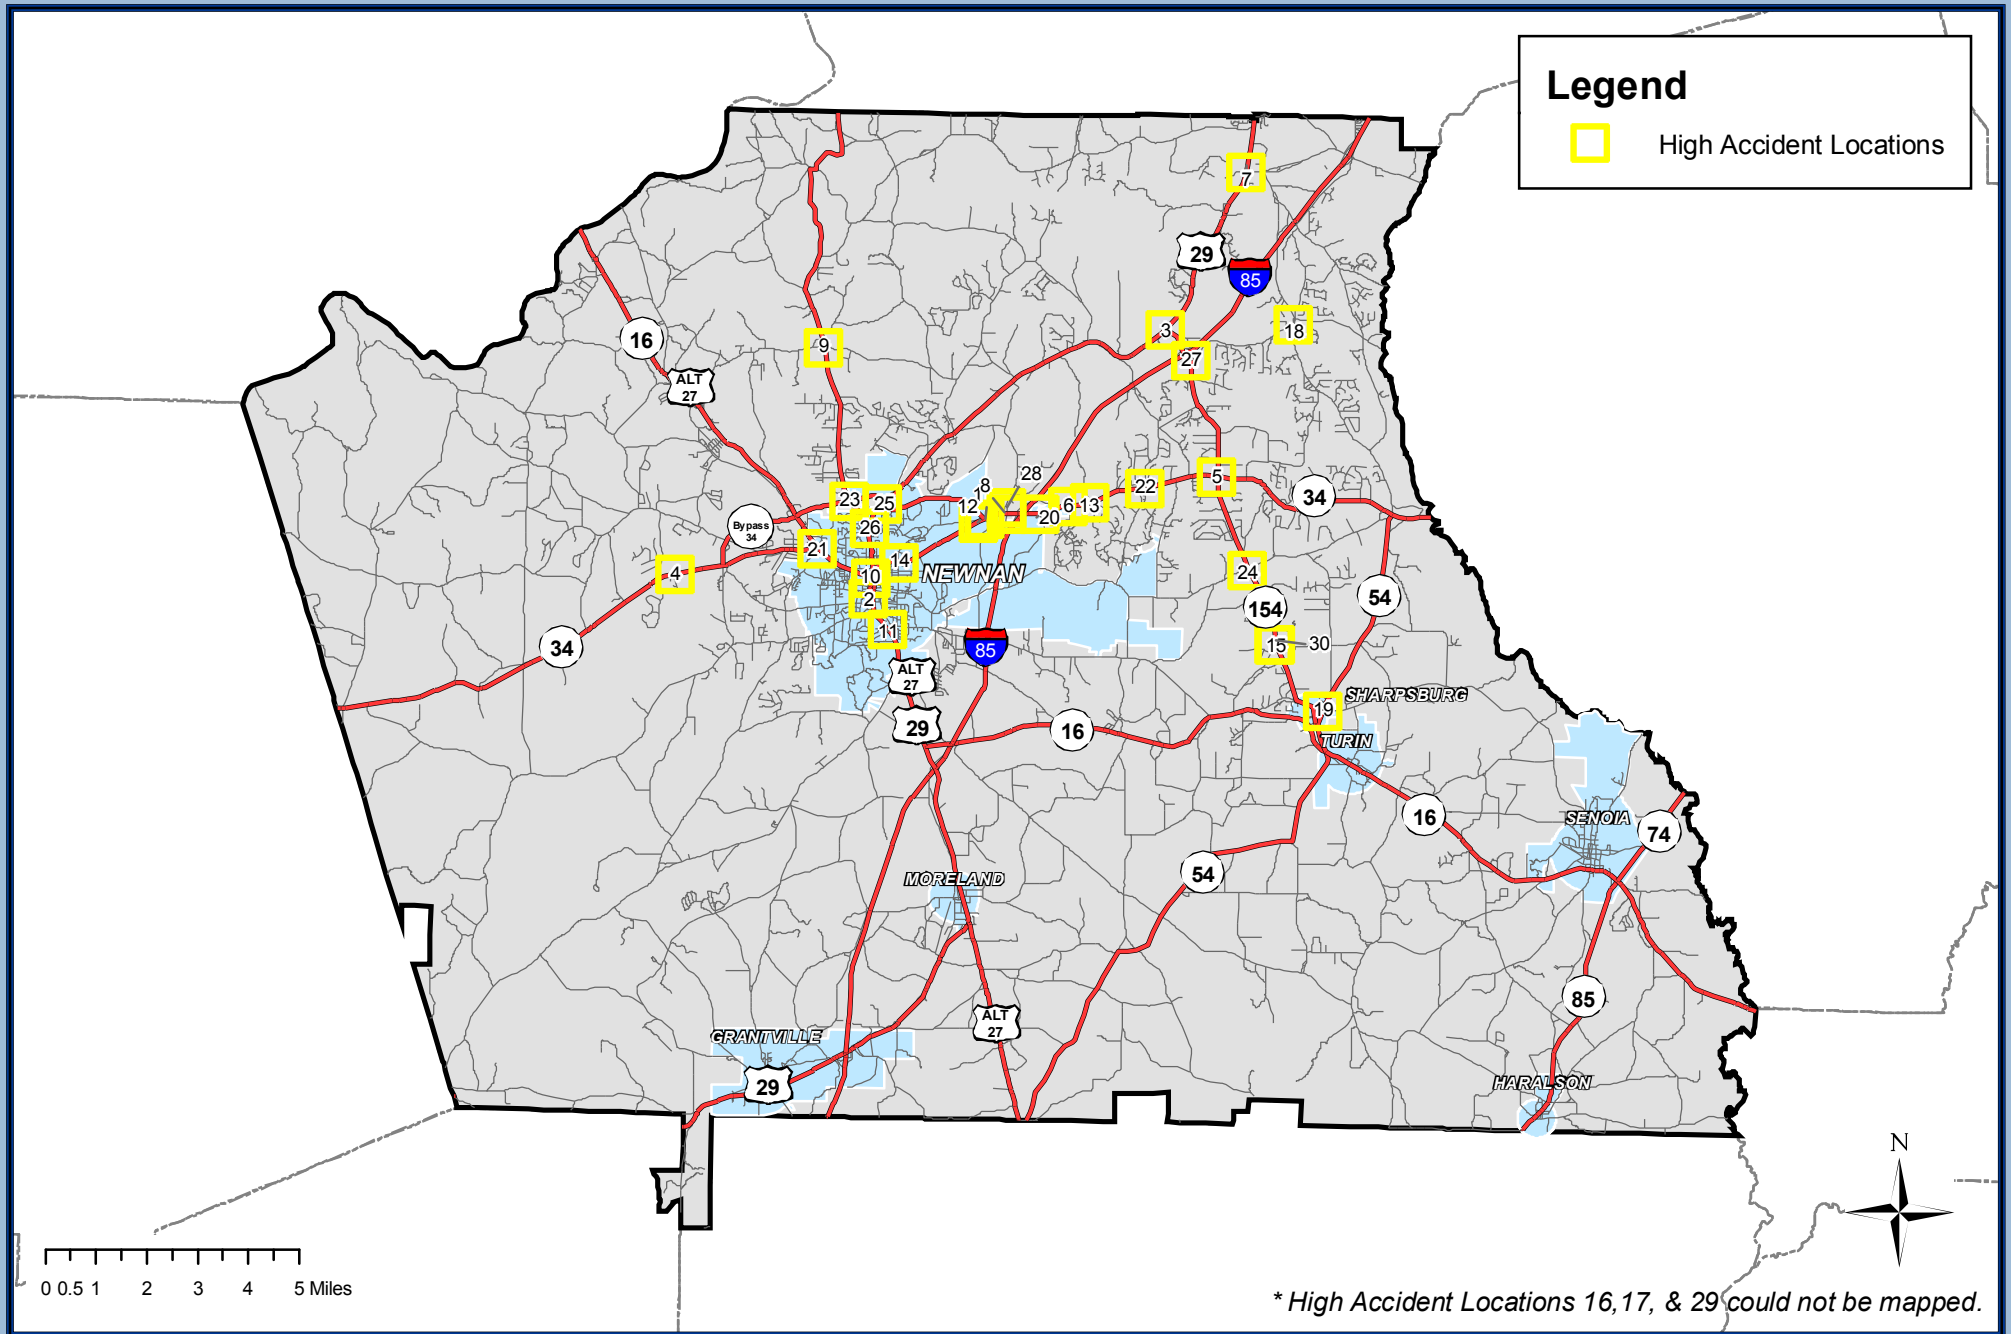 Legend
High Accident Locations
7
29
85
3
18
16
9
27
ALT
27
28
8
5
22
23
25
1
12
6
13
34
20
Bypass
34
26
21
14
4
10
NEWNAN
24
2
54
154
11
34
85
15
30
ALT
27
SHARPSBURG
19
29
16
TURIN
16
SENOIA
74
54
MORELAND
85
ALT
27
GRANTVILLE
29
HARALSON
N
0 0.5 1 2 3 4 5 Miles
* High Accident Locations 16,17, & 29 could not be mapped.